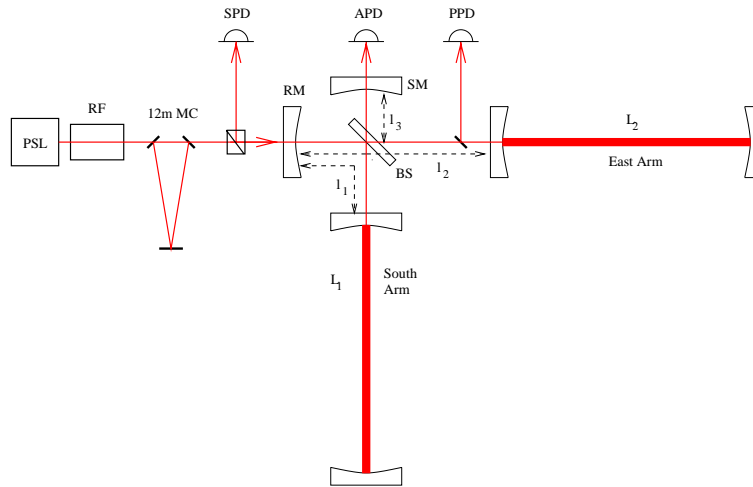 SPD
APD
PPD
RM
SM
RF
12m MC
L2
l3
PSL
East Arm
BS
l2
l1
L1
South
Arm